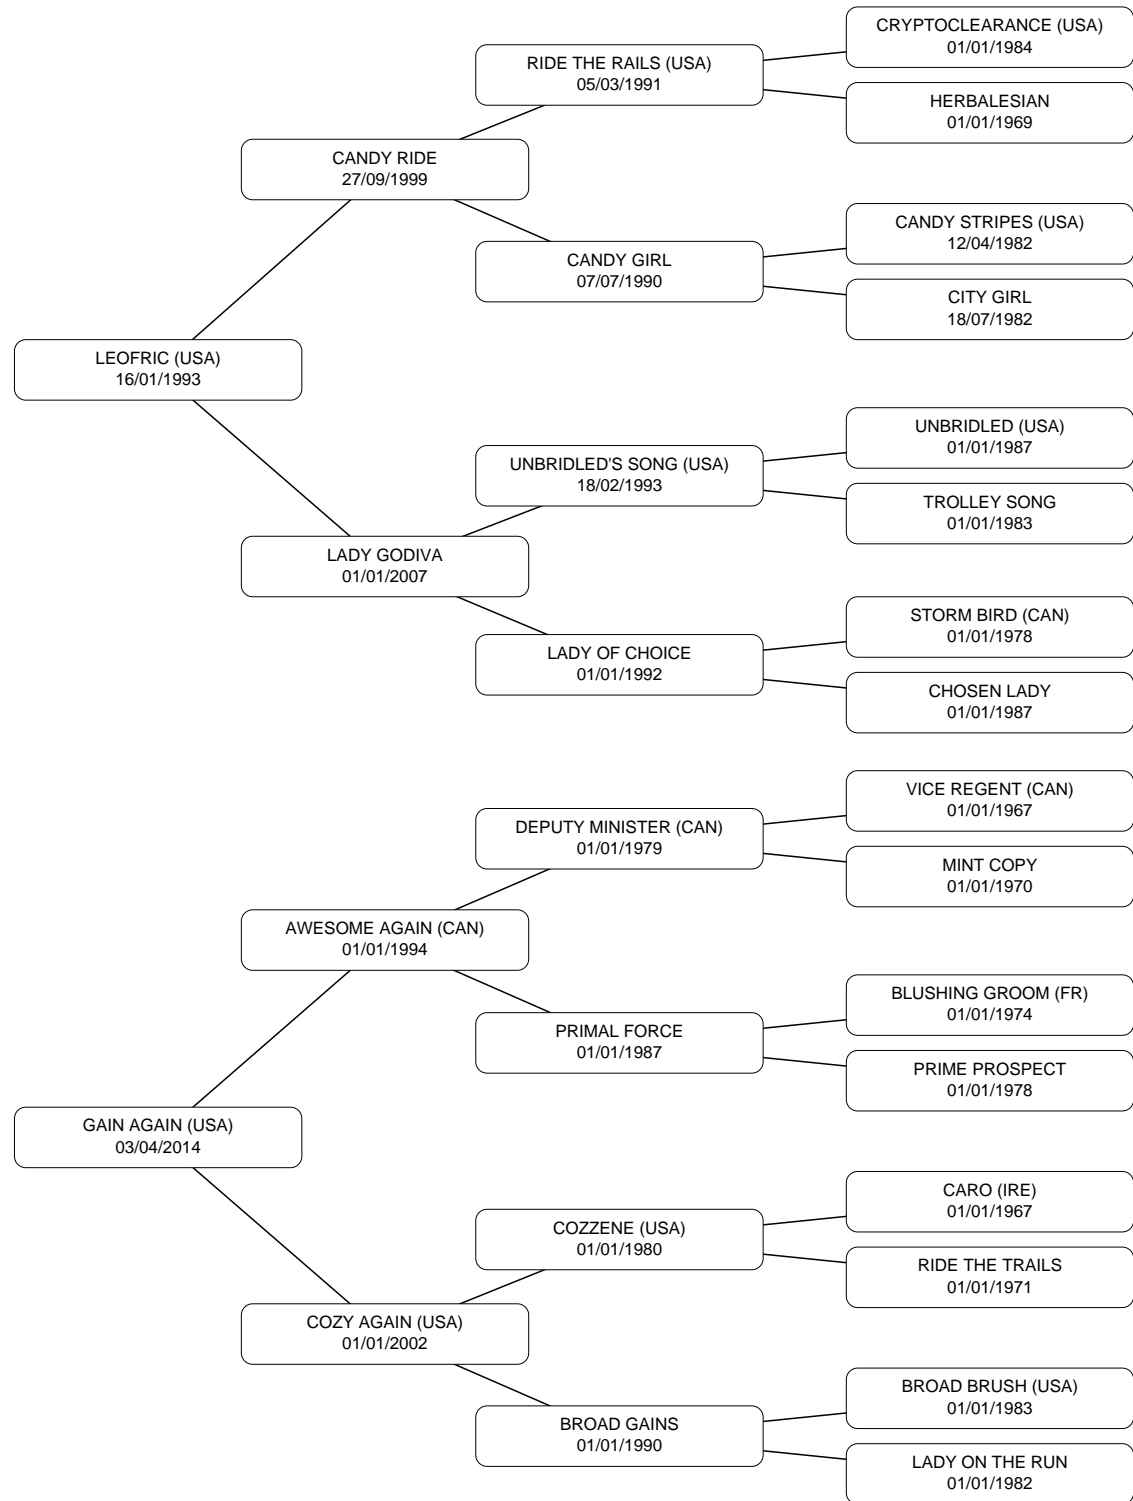 CRYPTOCLEARANCE (USA)
01/01/1984
RIDE THE RAILS (USA)
05/03/1991
HERBALESIAN
01/01/1969
CANDY RIDE
27/09/1999
CANDY STRIPES (USA)
12/04/1982
CANDY GIRL
07/07/1990
CITY GIRL
18/07/1982
LEOFRIC (USA)
16/01/1993
UNBRIDLED (USA)
01/01/1987
UNBRIDLED'S SONG (USA)
18/02/1993
TROLLEY SONG
01/01/1983
LADY GODIVA
01/01/2007
STORM BIRD (CAN)
01/01/1978
LADY OF CHOICE
01/01/1992
CHOSEN LADY
01/01/1987
VICE REGENT (CAN)
01/01/1967
DEPUTY MINISTER (CAN)
01/01/1979
MINT COPY
01/01/1970
AWESOME AGAIN (CAN)
01/01/1994
BLUSHING GROOM (FR)
01/01/1974
PRIMAL FORCE
01/01/1987
PRIME PROSPECT
01/01/1978
GAIN AGAIN (USA)
03/04/2014
CARO (IRE)
01/01/1967
COZZENE (USA)
01/01/1980
RIDE THE TRAILS
01/01/1971
COZY AGAIN (USA)
01/01/2002
BROAD BRUSH (USA)
01/01/1983
BROAD GAINS
01/01/1990
LADY ON THE RUN
01/01/1982